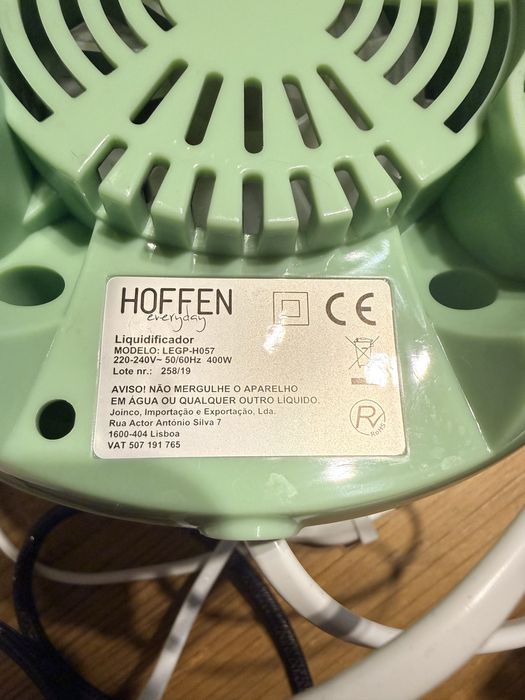 HOFFEN
everyday
CE
Liquidificador
MODELO: LEGP-H057
220-240V~ 50/60Hz 400W
Lote nr.: 258/19
AVISO! NÃO MERGULHE O APARELHO
EM ÁGUA OU QUALQUER OUTRO LÍQUIDO.
Joinco, Importação e Exportação, Lda.
Rua Actor António Silva 7
1600-404 Lisboa
VAT 507 191 765
RoHS